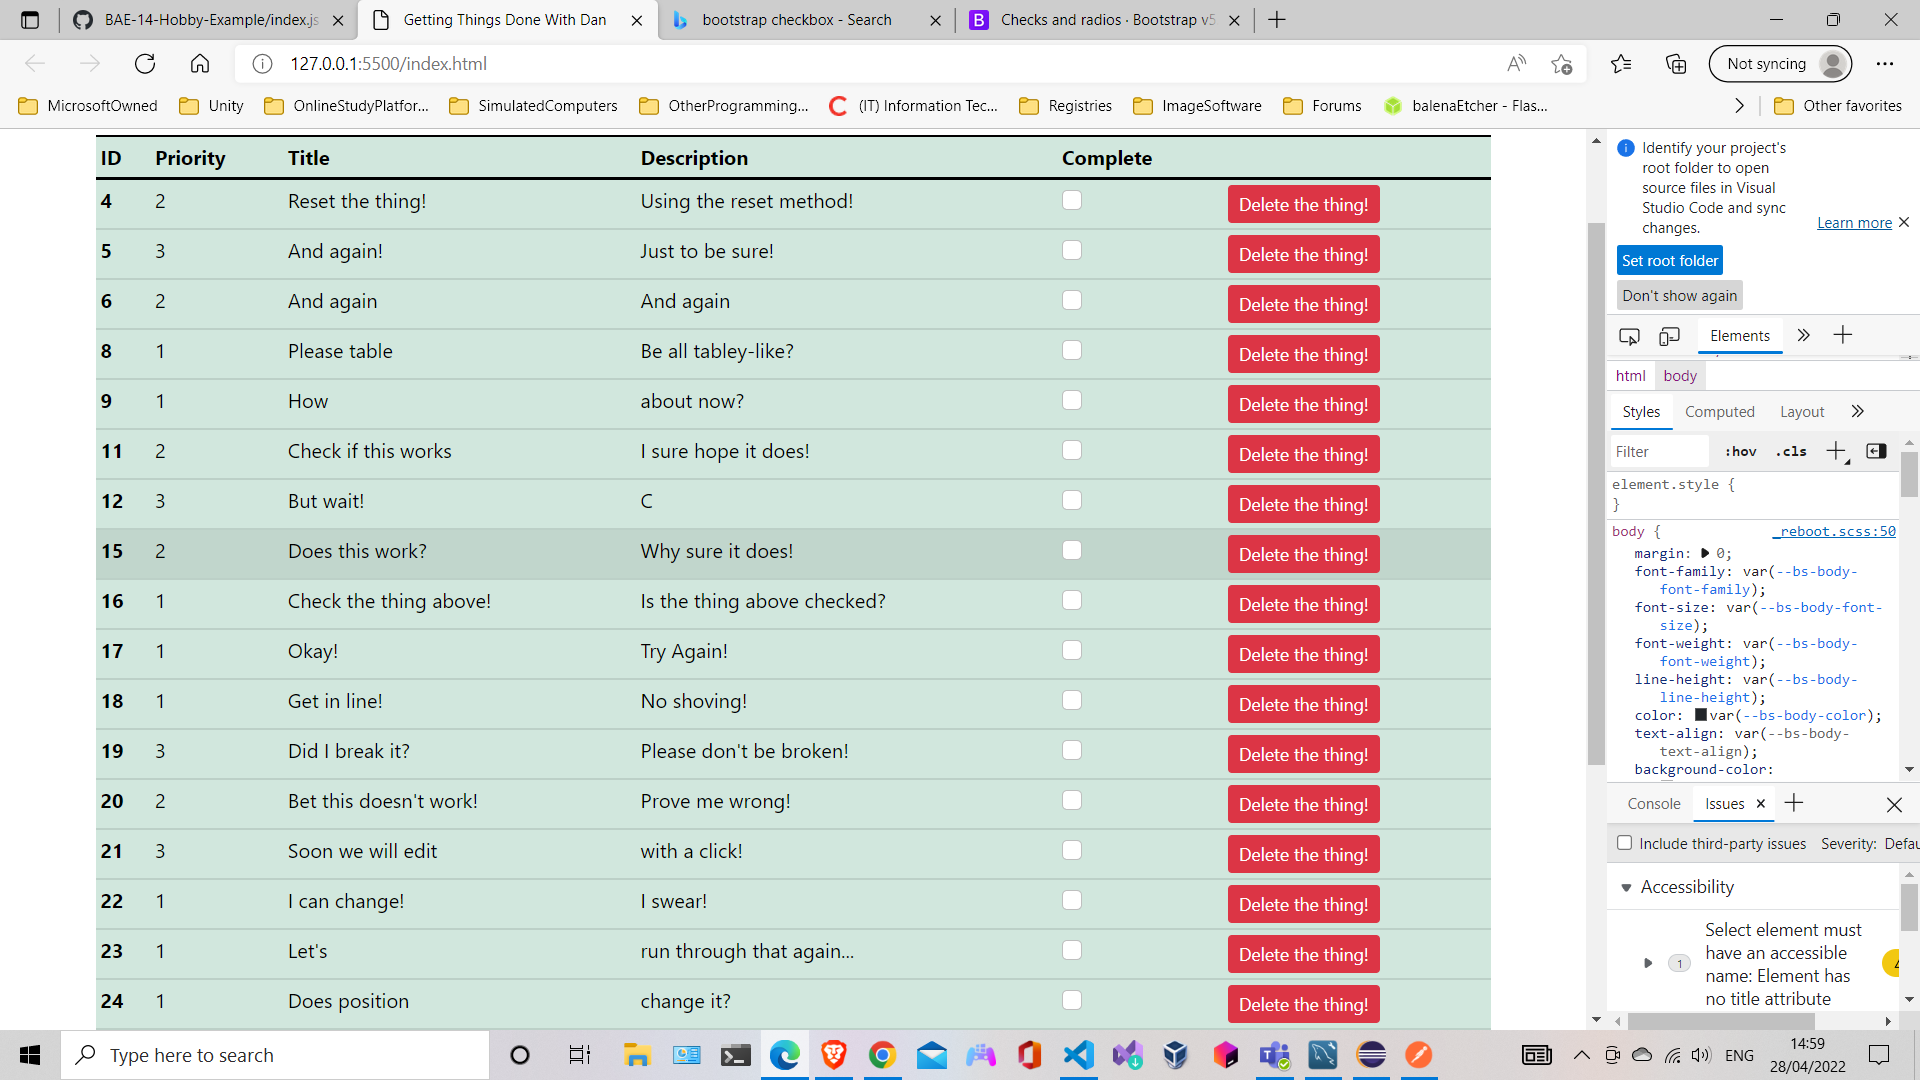 BAE-14-Hobby-Example/index.js
Getting Things Done With Dan
bootstrap checkbox - Search
Checks and radios · Bootstrap v5
127.0.0.1:5500/index.html
Not syncing
MicrosoftOwned
Unity
OnlineStudyPlatfor...
SimulatedComputers
OtherProgramming...
(IT) Information Tec...
Registries
ImageSoftware
Forums
balenaEtcher - Flas...
Other favorites
ID Priority Title Description Complete
4 2 Reset the thing! Using the reset method! Delete the thing!
5 3 And again! Just to be sure! Delete the thing!
6 2 And again And again Delete the thing!
8 1 Please table Be all tabley-like? Delete the thing!
9 1 How about now? Delete the thing!
11 2 Check if this works I sure hope it does! Delete the thing!
12 3 But wait! C Delete the thing!
15 2 Does this work? Why sure it does! Delete the thing!
16 1 Check the thing above! Is the thing above checked? Delete the thing!
17 1 Okay! Try Again! Delete the thing!
18 1 Get in line! No shoving! Delete the thing!
19 3 Did I break it? Please don't be broken! Delete the thing!
20 2 Bet this doesn't work! Prove me wrong! Delete the thing!
21 3 Soon we will edit with a click! Delete the thing!
22 1 I can change! I swear! Delete the thing!
23 1 Let's run through that again... Delete the thing!
24 1 Does position change it? Delete the thing!
Identify your project's
root folder to open
source files in Visual
Studio Code and sync
changes.
Learn more
Set root folder
Don't show again
Elements
html body
Styles Computed Layout
Filter :hov .cls
element.style {
}
body { _reboot.scss:50
margin: 0;
font-family: var(--bs-body-
font-family);
font-size: var(--bs-body-font-
size);
font-weight: var(--bs-body-
font-weight);
line-height: var(--bs-body-
line-height);
color: var(--bs-body-color);
text-align: var(--bs-body-
text-align);
background-color:
Console Issues
Include third-party issues Severity: Defau
Accessibility
1
Select element must
have an accessible
name: Element has
no title attribute
Type here to search
ENG
14:59
28/04/2022